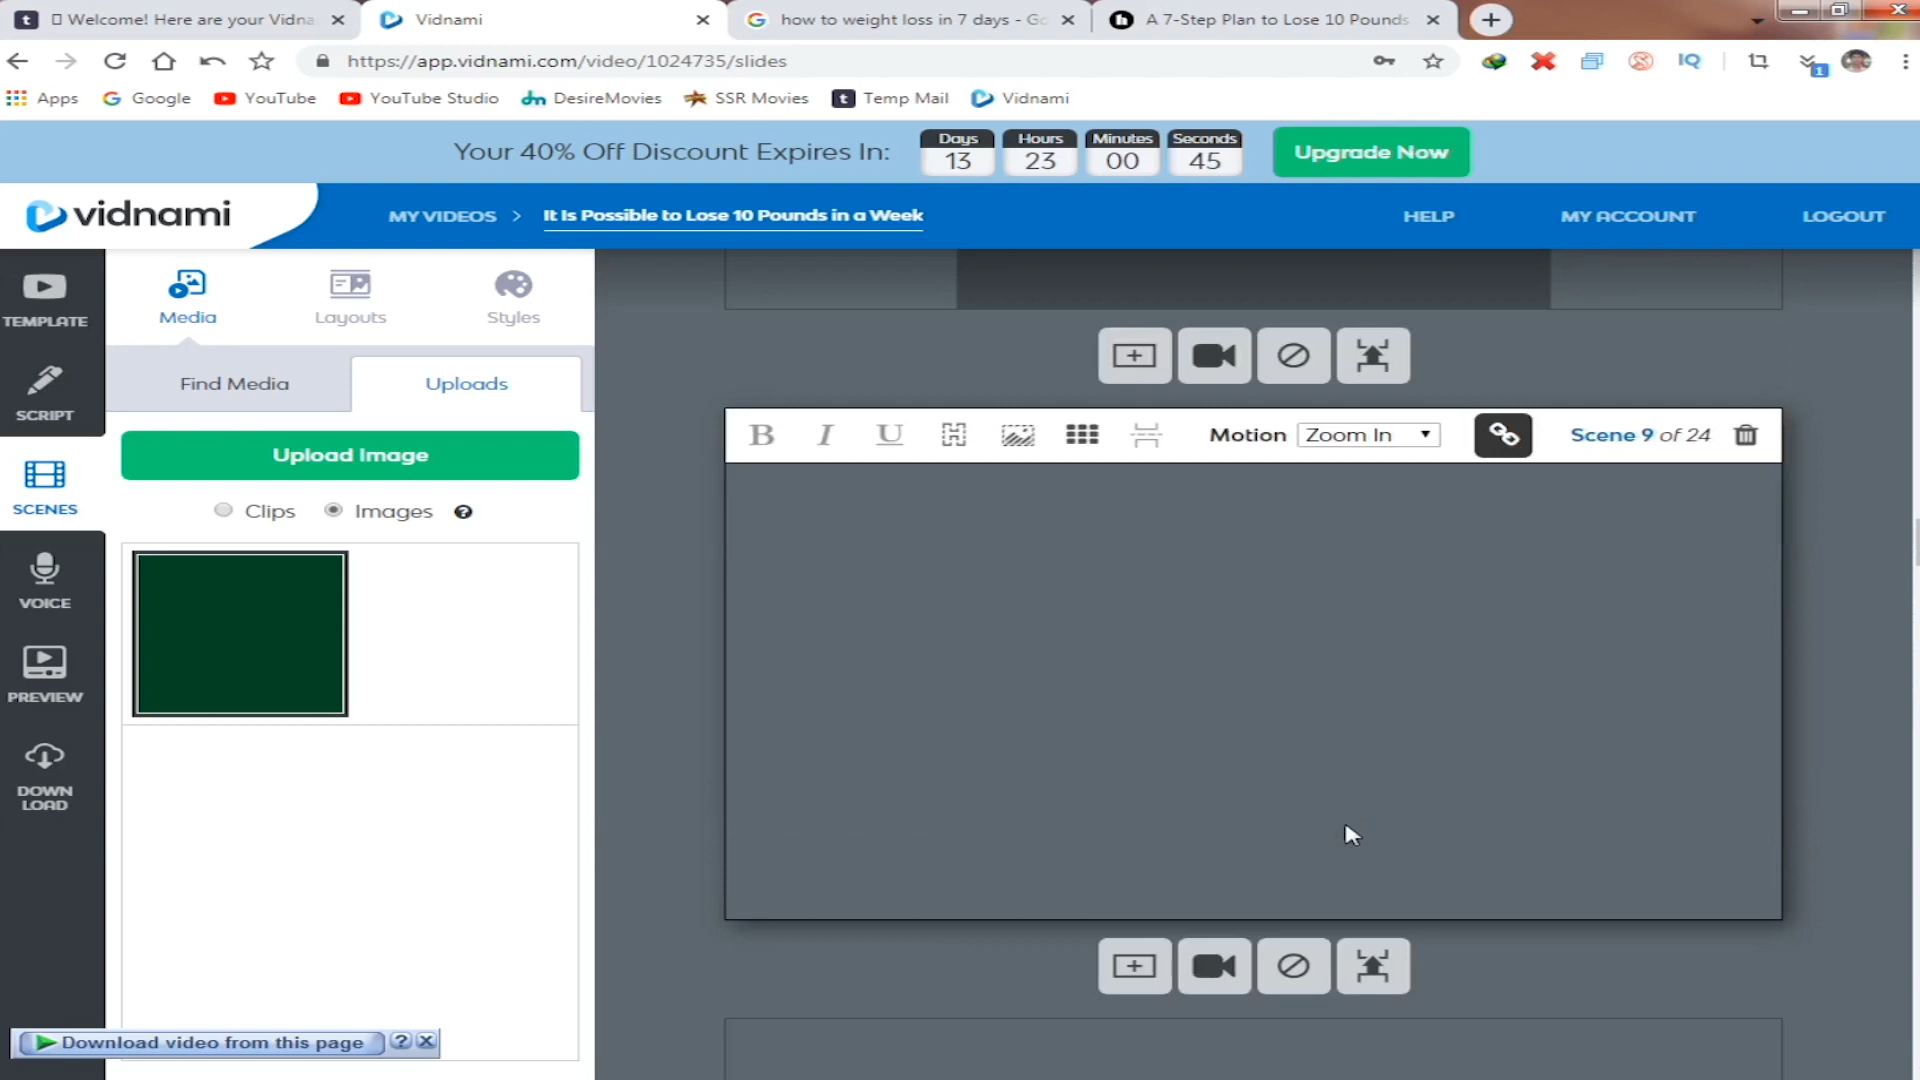 Welcome! Here are your Vidna
Vidnami
how to weight loss in 7 days - Go
A 7-Step Plan to Lose 10 Pounds
https://app.vidnami.com/video/1024735/slides
IQ
1
Apps
Google
YouTube
YouTube Studio
DesireMovies
SSR Movies
Temp Mail
Vidnami
Your 40% Off Discount Expires In:
Days
13
Hours
23
Minutes
00
Seconds
45
Upgrade Now
vidnami
MY VIDEOS > It Is Possible to Lose 10 Pounds in a Week
HELP
MY ACCOUNT
LOGOUT
TEMPLATE
SCRIPT
SCENES
VOICE
PREVIEW
DOWN
LOAD
Media
Layouts
Styles
Find Media
Uploads
Upload Image
Clips
Images
B I U
Motion
Zoom In
Scene 9 of 24
Download video from this page